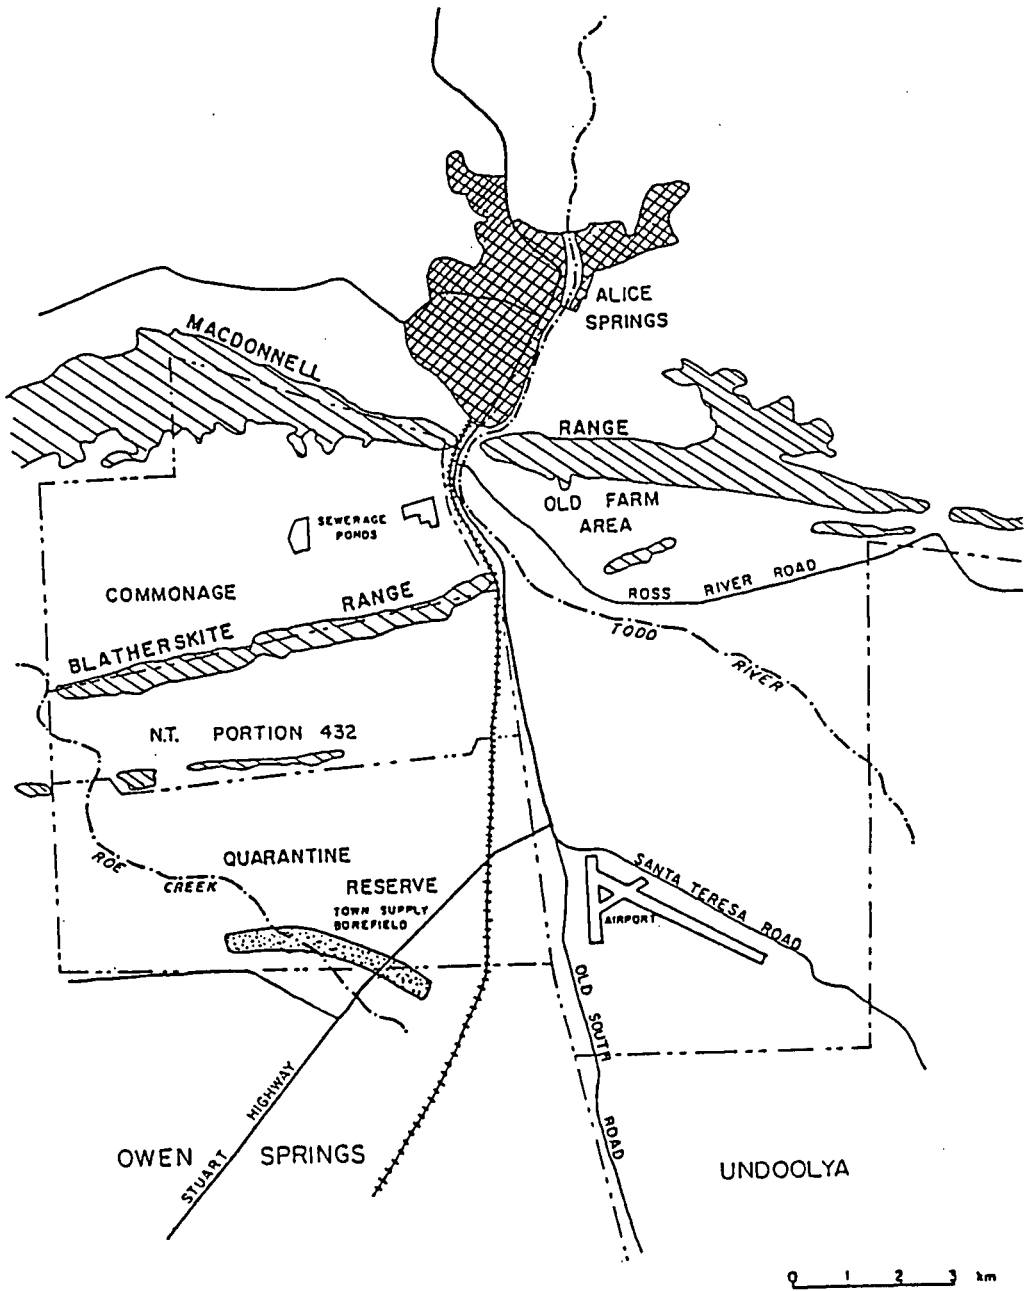 ALICE
SPRINGS
MACDONNELL
RANGE
OLD FARM
AREA
SEWERAGE
PONDS
COMMONAGE
ROSS RIVER ROAD
BLATHERSKITE RANGE
TODD
RIVER
N.T. PORTION 432
ROE
CREEK
QUARANTINE
RESERVE
TOWN SUPPLY
BOREFIELD
SANTA TERESA ROAD
AIRPORT
OLD SOUTH ROAD
STUART HIGHWAY
OWEN SPRINGS
UNDOOLYA
0 1 2 3 km